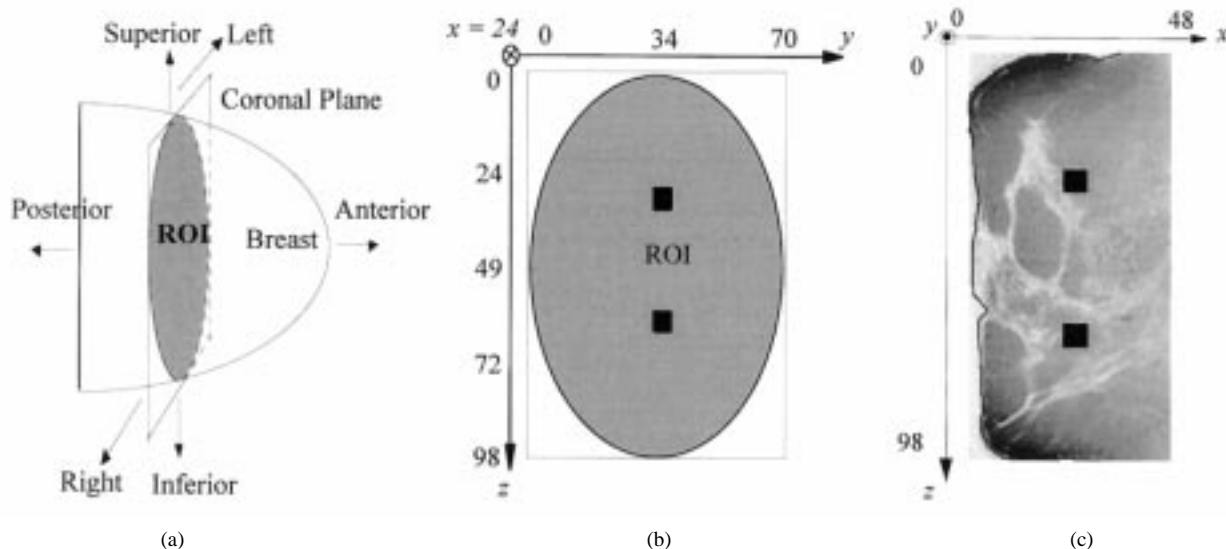 Superior
Left
Coronal Plane
Posterior
ROI
Breast
Anterior
Right
Inferior
(a)
x = 24
0
34
70
y
0
24
49
72
98
z
ROI
(b)
y
0
48
x
0
98
z
(c)